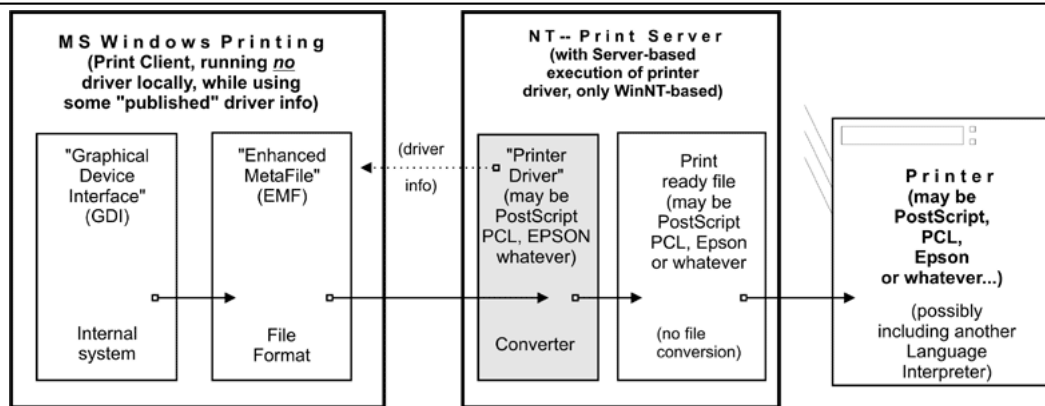 MS Windows Printing
(Print Client, running no
driver locally, while using
some "published" driver info)
"Graphical
Device
Interface"
(GDI)
Internal
system
"Enhanced
MetaFile"
(EMF)
File
Format
(driver
info)
NT -- Print Server
(with Server-based
execution of printer
driver, only WinNT-based)
"Printer
Driver"
(may be
PostScript
PCL, EPSON
whatever)
Converter
Print
ready file
(may be
PostScript
PCL, Epson
or whatever
(no file
conversion)
Printer
(may be
PostScript,
PCL,
Epson
or whatever...)
(possibly
including another
Language
Interpreter)